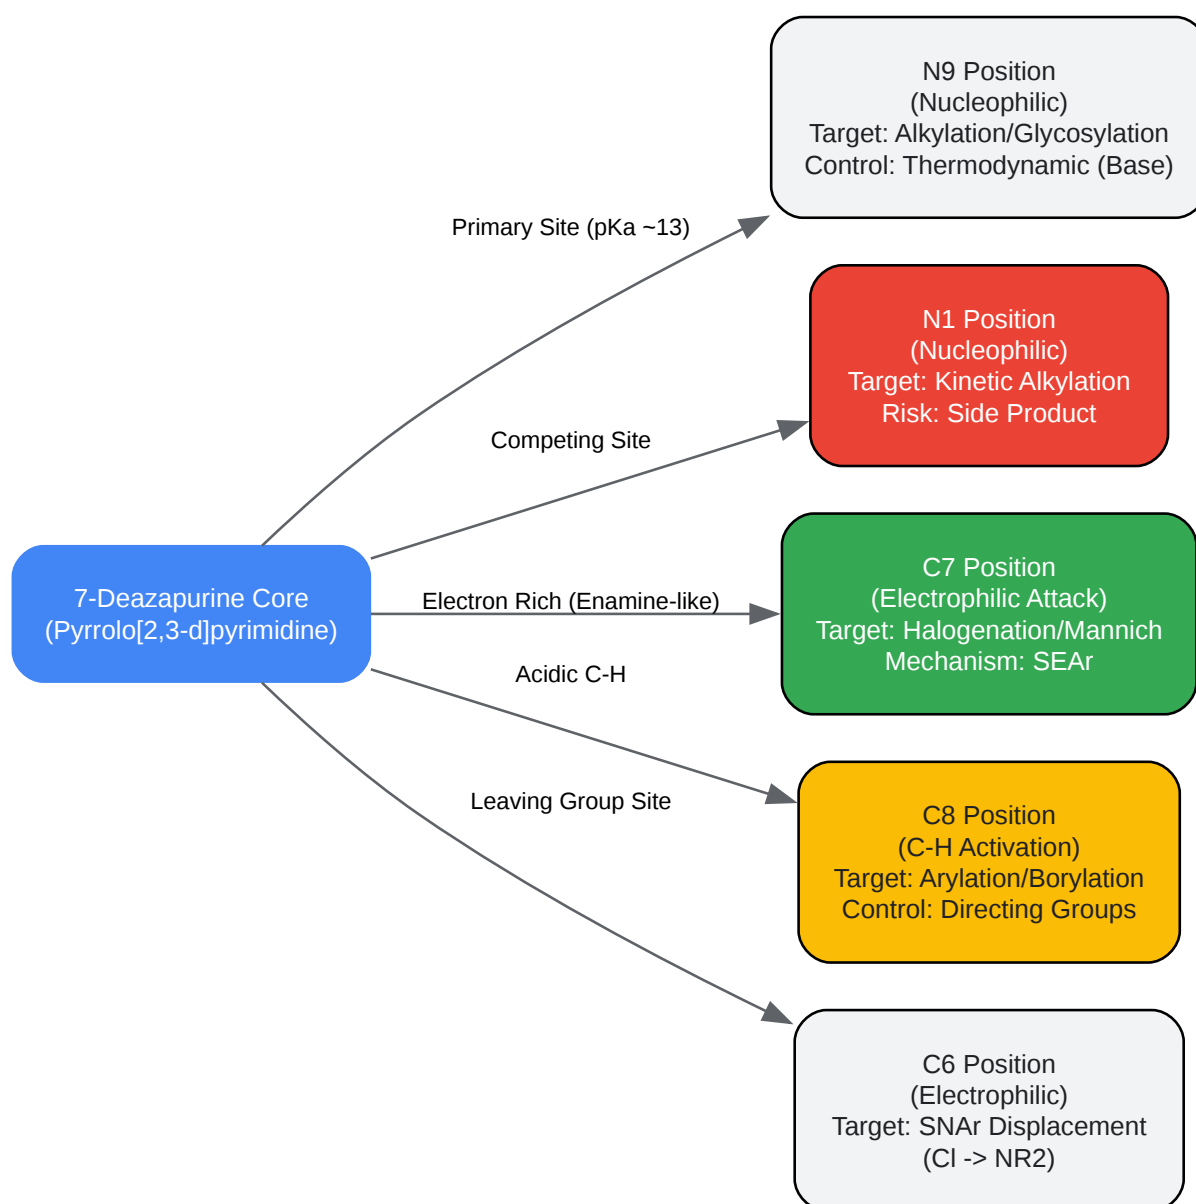 N9 Position
(Nucleophilic)
Target: Alkylation/Glycosylation
Control: Thermodynamic (Base)
Primary Site (pKa ~13)
N1 Position
(Nucleophilic)
Target: Kinetic Alkylation
Risk: Side Product
Competing Site
7-Deazapurine Core
(Pyrrolo[2,3-d]pyrimidine)
Electron Rich (Enamine-like)
C7 Position
(Electrophilic Attack)
Target: Halogenation/Mannich
Mechanism: SEAr
Acidic C-H
C8 Position
(C-H Activation)
Target: Arylation/Borylation
Control: Directing Groups
Leaving Group Site
C6 Position
(Electrophilic)
Target: SNAr Displacement
(Cl -> NR2)